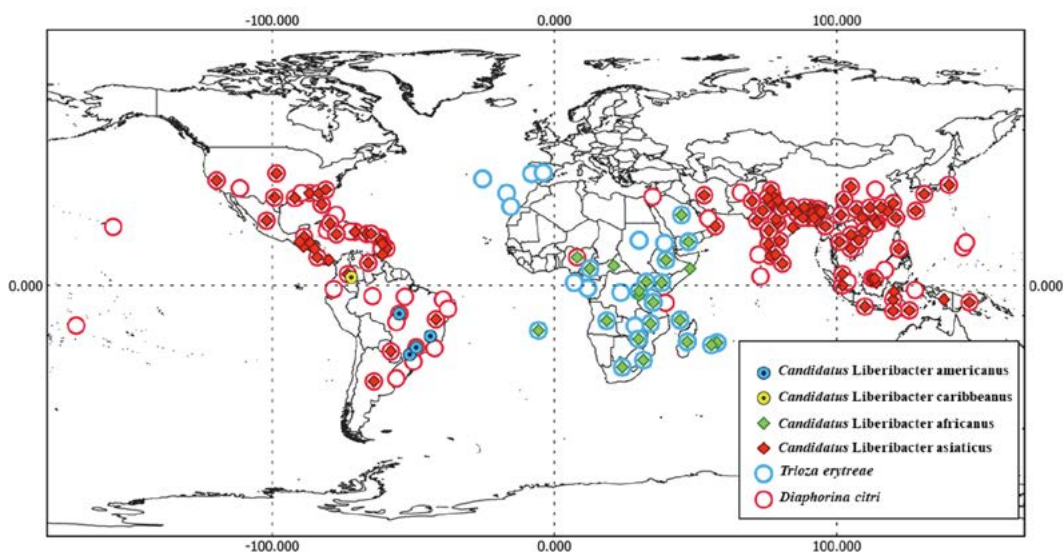 -100.000 0.000 100.000
0.000 0.000
Candidatus Liberibacter americanus
Candidatus Liberibacter caribbeanus
Candidatus Liberibacter africanus
Candidatus Liberibacter asiaticus
Trioza erytreae
Diaphorina citri
-100.000 0.000 100.000